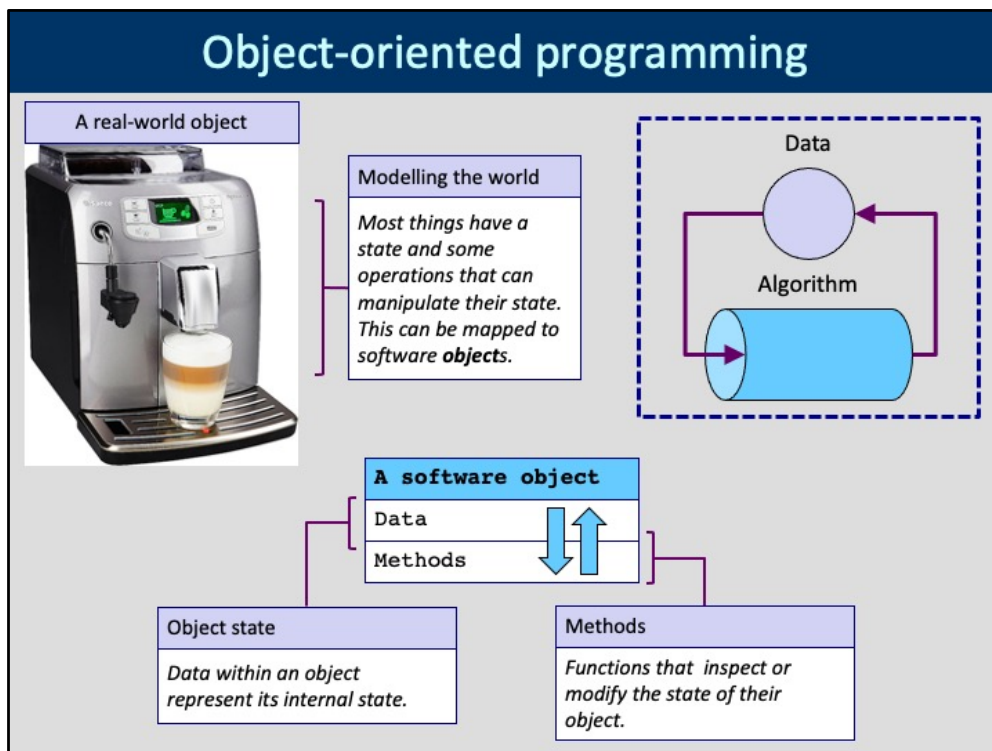 Object-oriented programming
A real-world object
Modelling the world
Most things have a
state and some
operations that can
manipulate their state.
This can be mapped to
software objects.
Data
Algorithm
A software object
Data
Methods
Object state
Data within an object
represent its internal state.
Methods
Functions that inspect or
modify the state of their
object.